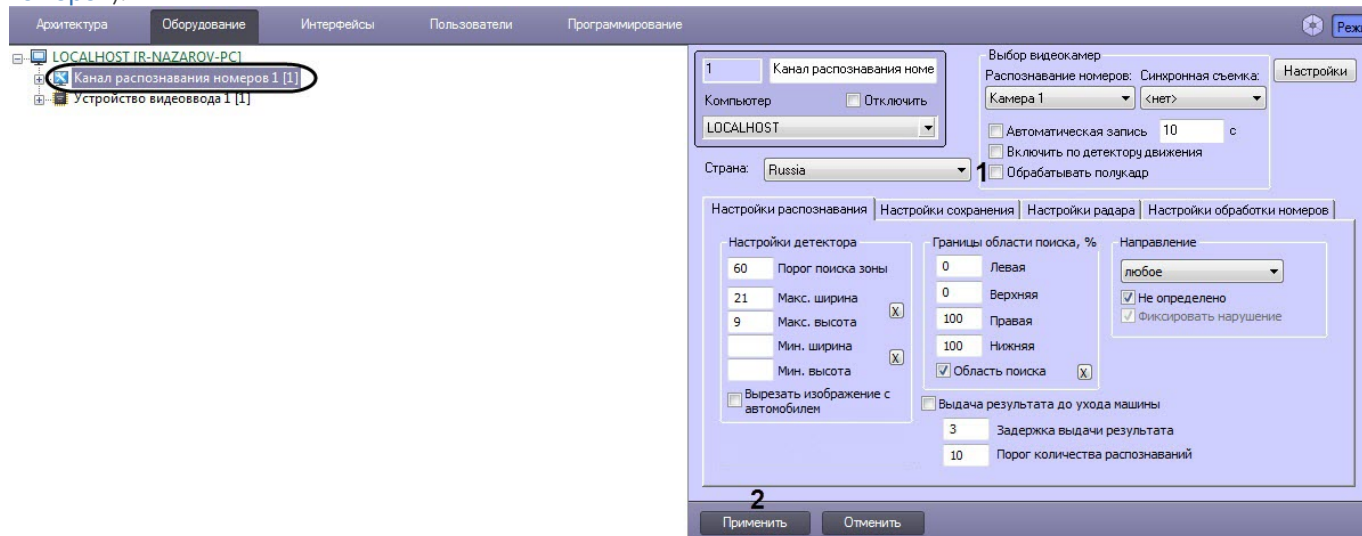 Архитектура Оборудование Интерфейсы Пользователи Программирование
LOCALHOST [R-NAZAROV-PC]
Канал распознавания номеров 1 [1]
Устройство видеоввода 1 [1]
1 Канал распознавания номе
Компьютер Отключить
LOCALHOST
Страна: Russia
Выбор видеокамер
Распознавание номеров: Синхронная съемка: Настройки
Камера 1 <нет>
Автоматическая запись 10 с
Включить по детектору движения
1 Обрабатывать полукадр
Настройки распознавания Настройки сохранения Настройки радара Настройки обработки номеров
Настройки детектора
60 Порог поиска зоны
21 Макс. ширина
9 Макс. высота
X
Мин. ширина
Мин. высота
X
Вырезать изображение с
автомобилем
Границы области поиска, %
0 Левая
0 Верхняя
100 Правая
100 Нижняя
Область поиска X
Направление
любое
Не определено
Фиксировать нарушение
Выдача результата до ухода машины
3 Задержка выдачи результата
10 Порог количества распознаваний
2
Применить Отменить